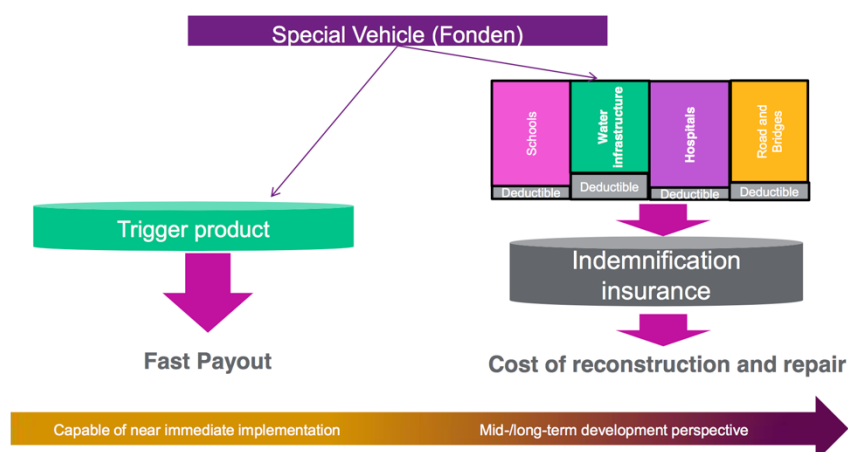 Special Vehicle (Fonden)
Schools
Water
infrastructure
Hospitals
Road and
Bridges
Deductible
Deductible
Deductible
Deductible
Trigger product
Indemnification
insurance
Fast Payout
Cost of reconstruction and repair
Capable of near immediate implementation
Mid-/long-term development perspective